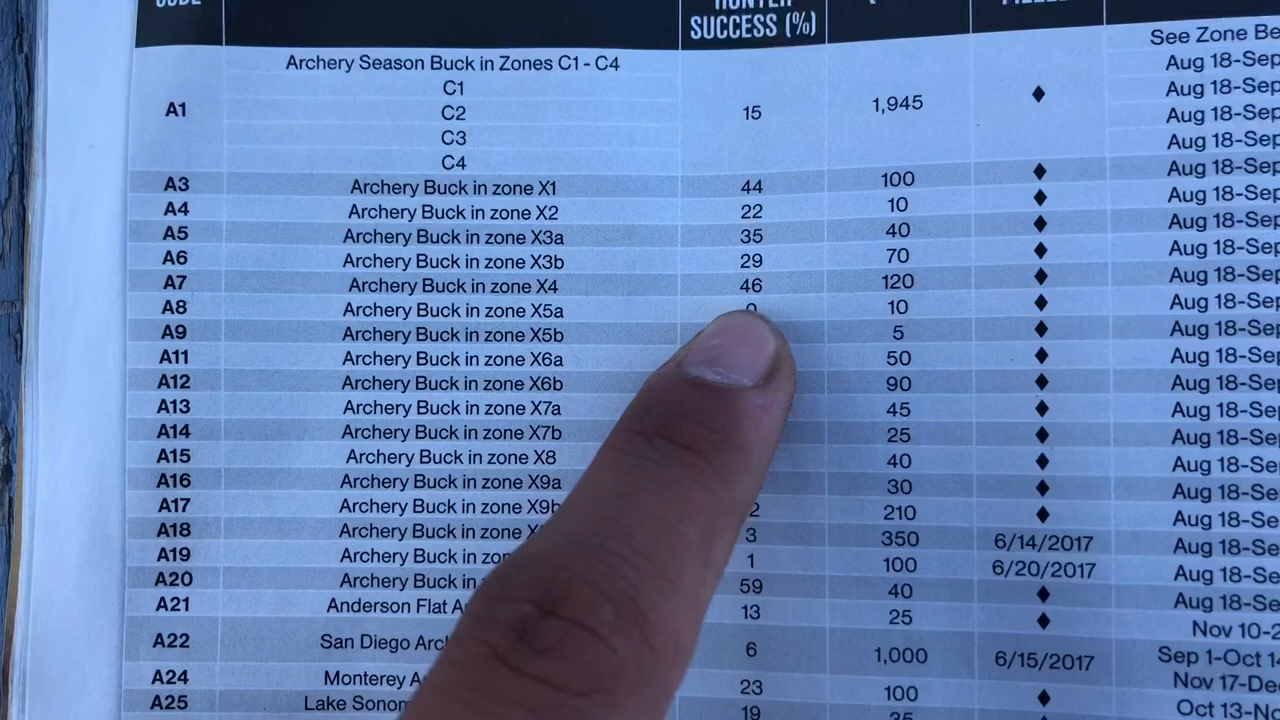 SUCCESS (%)
See Zone Be
Archery Season Buck in Zones C1 - C4 Aug 18-Sep
C1 Aug 18-Sep
A1 C2 15 1,945 ♦ Aug 18-Sep
C3 Aug 18-Sep
C4 Aug 18-Sep
A3 Archery Buck in zone X1 44 100 ♦ Aug 18-Sep
A4 Archery Buck in zone X2 22 10 ♦ Aug 18-Sep
A5 Archery Buck in zone X3a 35 40 ♦ Aug 18-Sep
A6 Archery Buck in zone X3b 29 70 ♦ Aug 18-Sep
A7 Archery Buck in zone X4 46 120 ♦ Aug 18-Sep
A8 Archery Buck in zone X5a 10 ♦ Aug 18-Sep
A9 Archery Buck in zone X5b 5 ♦ Aug 18-Sep
A11 Archery Buck in zone X6a 50 ♦ Aug 18-Sep
A12 Archery Buck in zone X6b 90 ♦ Aug 18-Se
A13 Archery Buck in zone X7a 45 ♦ Aug 18-Se
A14 Archery Buck in zone X7b 25 ♦ Aug 18-Se
A15 Archery Buck in zone X8 40 ♦ Aug 18-Se
A16 Archery Buck in zone X9a 30 ♦ Aug 18-Se
A17 Archery Buck in zone X9b 2 210 ♦ Aug 18-Se
A18 Archery Buck in zone 3 350 6/14/2017 Aug 18-Se
A19 Archery Buck in 1 100 6/20/2017 Aug 18-Se
A20 Archery Buck in 59 40 ♦ Aug 18-Se
A21 Anderson Flat 13 25 ♦ Nov 10-2
A22 San Diego 6 1,000 6/15/2017 Sep 1-Oct 1
A24 Monterey 23 100 ♦ Nov 17-De
A25 Lake Sonom 19 Oct 13-No